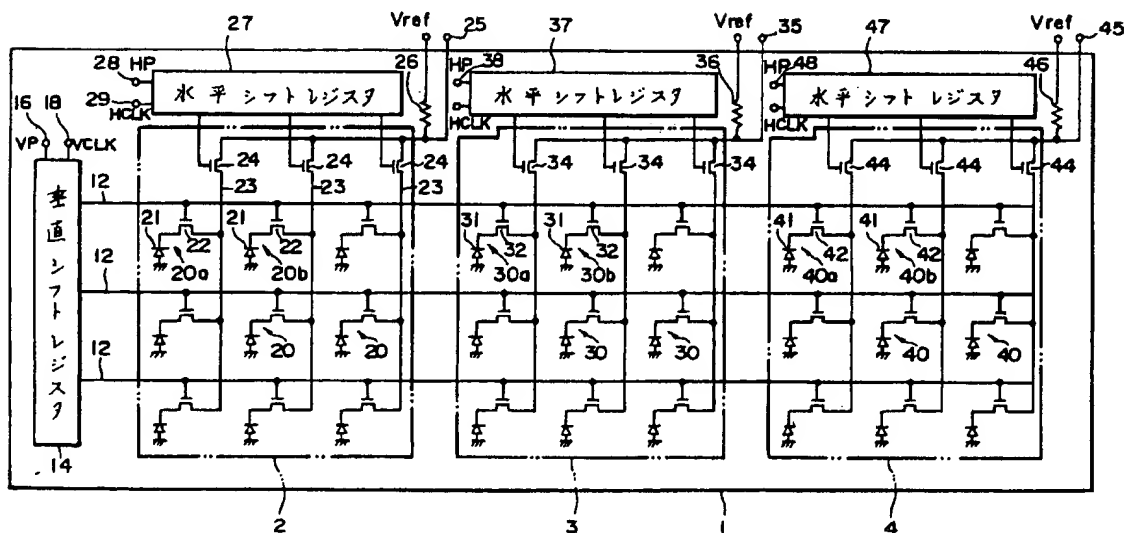 27 Vref 25 37 Vref 35 47 Vref 45
28 HP 26 HP 38 36 HP 48 46
水平シフトレジスタ 水平シフトレジスタ 水平シフトレジスタ
16 18 29 HCLK HCLK HCLK
VP VCLK 24 24 24 34 34 34 44 44 44
12 23 23 23
21 21 31 31 41 41
22 22 32 32 42 42
20a 20b 30a 30b 40a 40b
垂直シフトレジスタ
12
20 20 30 30 40 40
12
14
2 3 1 4